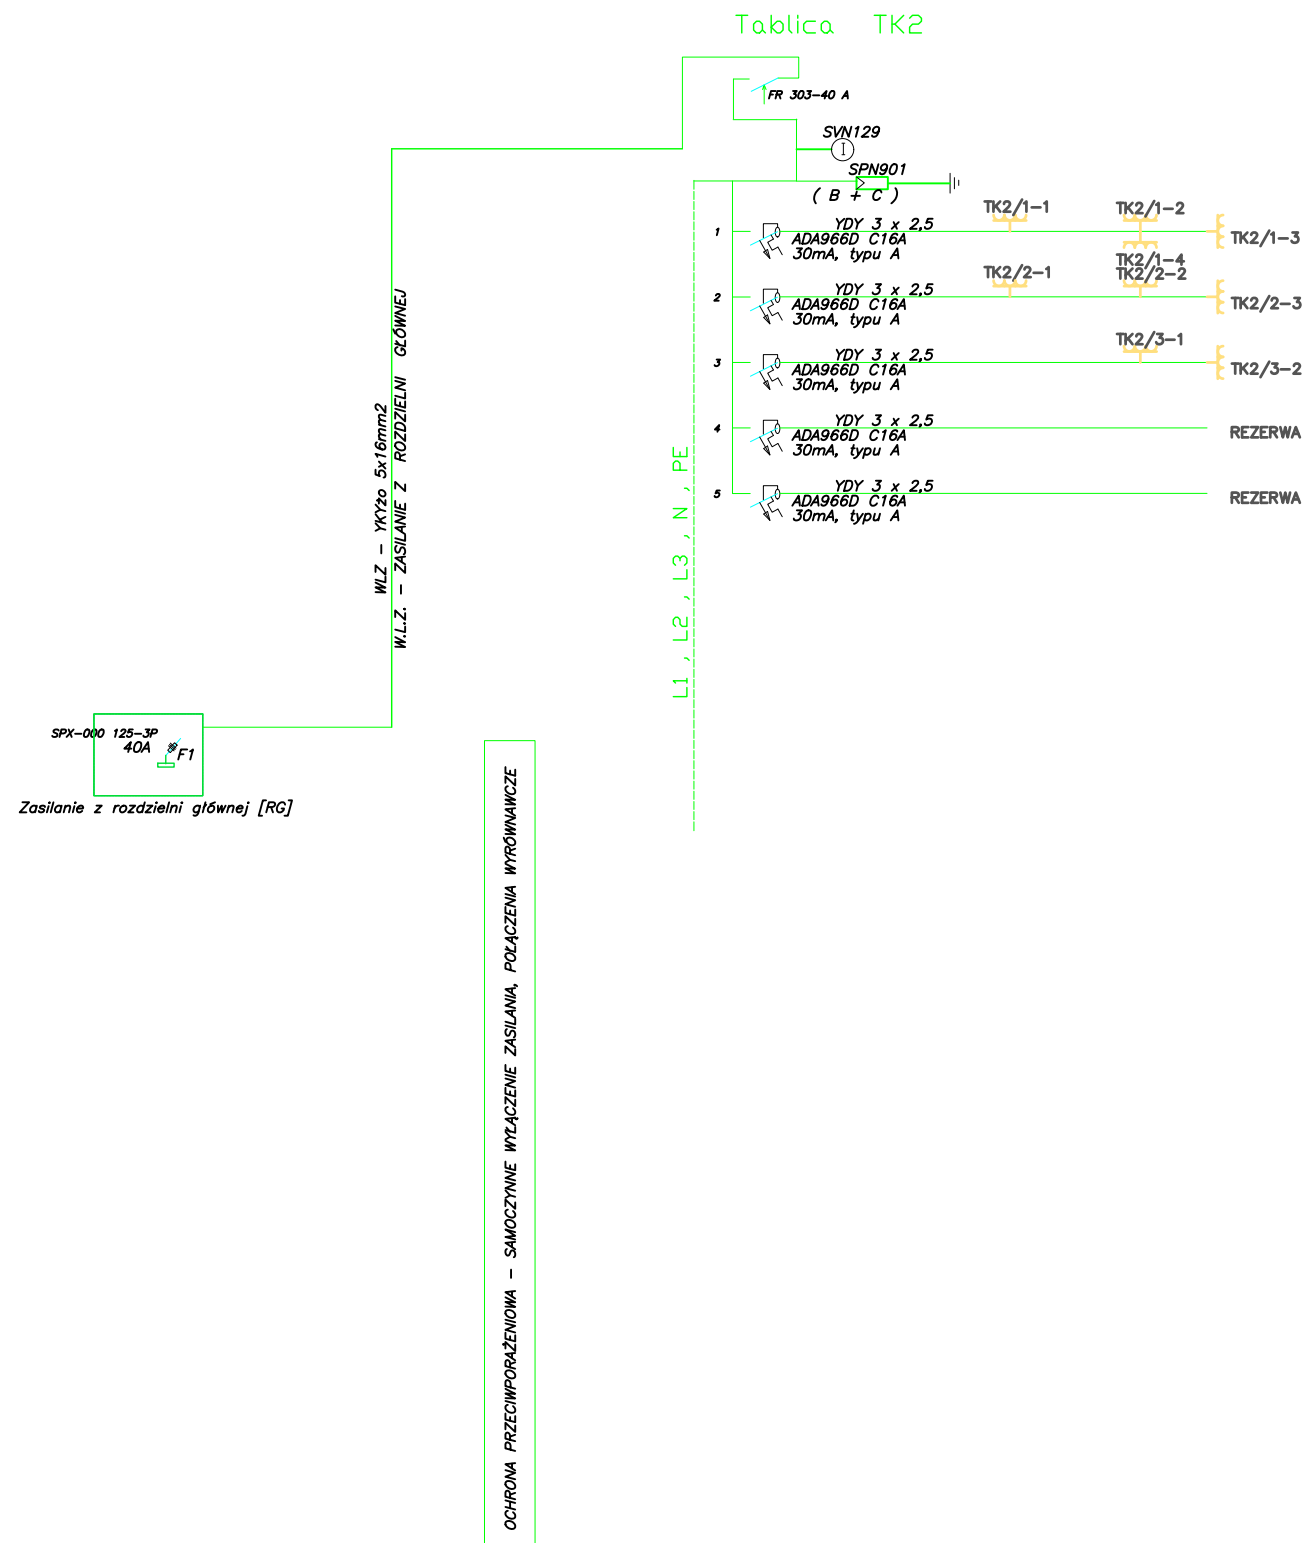 Tablica TK2
FR 303-40 A
SVN129
SPN901
( B + C )
1
YDY 3 x 2,5
ADA966D C16A
30mA, typu A
TK2/1-1
TK2/1-2
TK2/1-3
TK2/1-4
2
YDY 3 x 2,5
ADA966D C16A
30mA, typu A
TK2/2-1
TK2/2-2
TK2/2-3
3
YDY 3 x 2,5
ADA966D C16A
30mA, typu A
TK2/3-1
TK2/3-2
4
YDY 3 x 2,5
ADA966D C16A
30mA, typu A
REZERWA
5
YDY 3 x 2,5
ADA966D C16A
30mA, typu A
REZERWA
L1 , L2 , L3 , N , PE
WLZ - YKYżo 5x16mm2
W.L.Z. - ZASILANIE Z ROZDZIELNI GŁÓWNEJ
SPX-000 125-3P
40A
F1
Zasilanie z rozdzielni głównej [RG]
OCHRONA PRZECIWPORAŻENIOWA - SAMOCZYNNE WYŁĄCZENIE ZASILANIA, POŁĄCZENIA WYRÓWNAWCZE